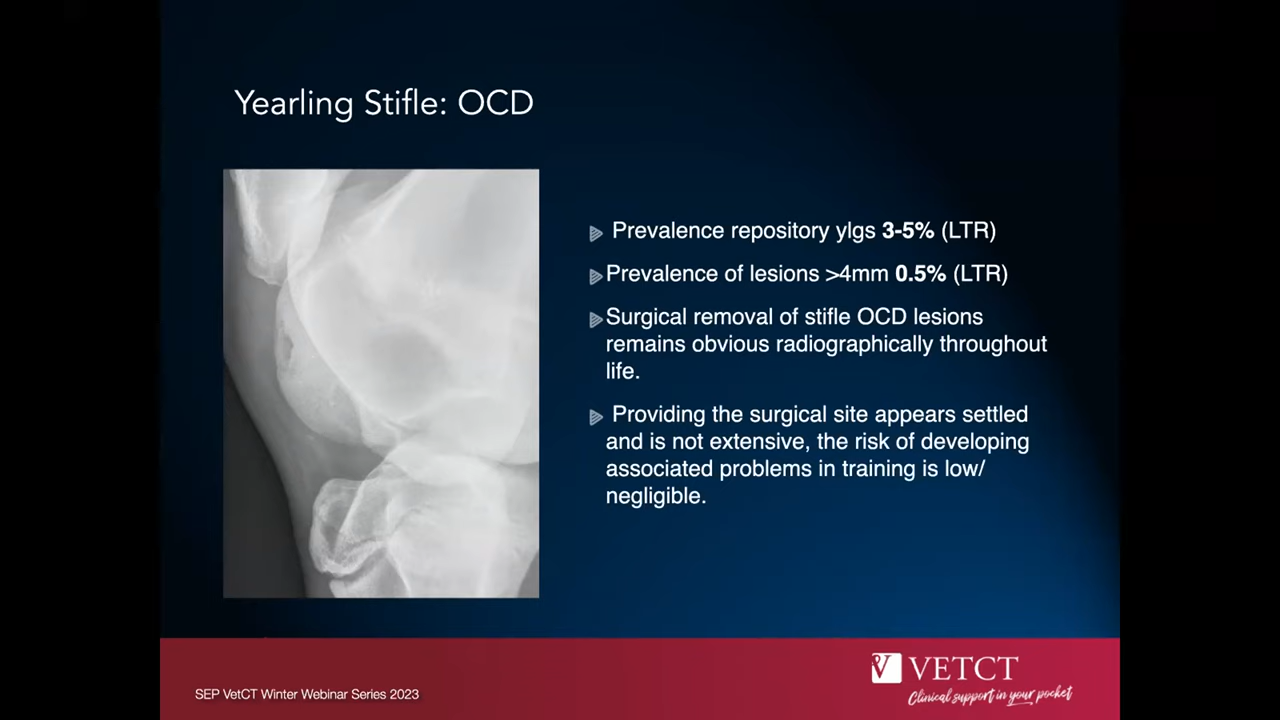 Yearling Stifle: OCD
Prevalence repository ylgs 3-5% (LTR)
Prevalence of lesions >4mm 0.5% (LTR)
Surgical removal of stifle OCD lesions
remains obvious radiographically throughout
life.
Providing the surgical site appears settled
and is not extensive, the risk of developing
associated problems in training is low/
negligible.
SEP VetCT Winter Webinar Series 2023
V VETCT
Clinical support in your pocket